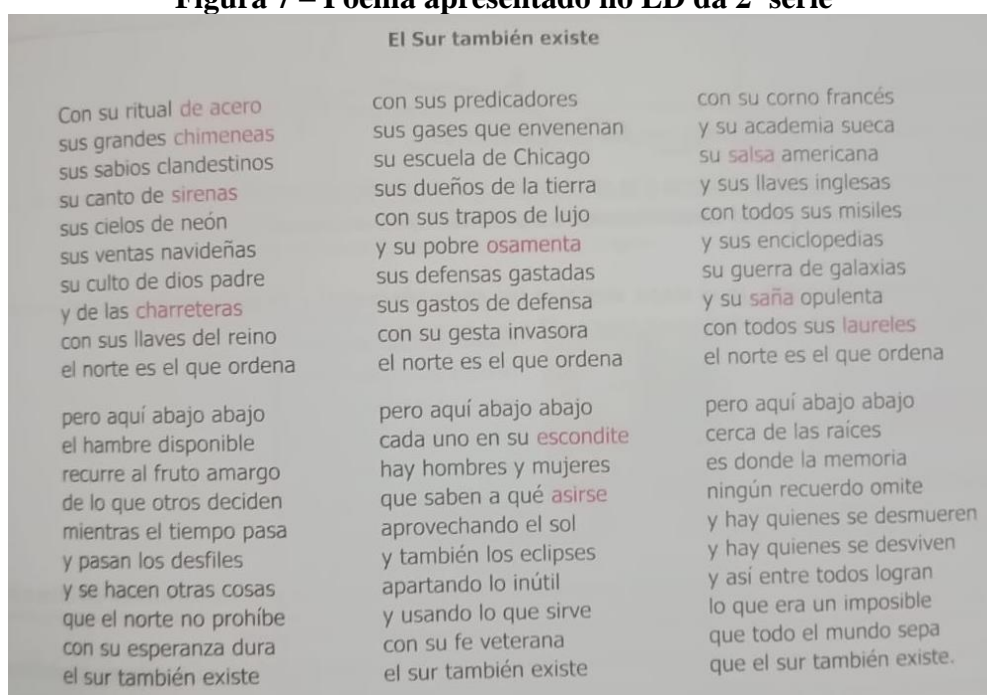 Figura 7 – Poema apresentado no LD da 2ª série
El Sur también existe
Con su ritual de acero
sus grandes chimeneas
sus sabios clandestinos
su canto de sirenas
sus cielos de neón
sus ventas navideñas
su culto de dios padre
y de las charreteras
con sus llaves del reino
el norte es el que ordena
pero aquí abajo abajo
el hambre disponible
recurre al fruto amargo
de lo que otros deciden
mientras el tiempo pasa
y pasan los desfiles
y se hacen otras cosas
que el norte no prohíbe
con su esperanza dura
el sur también existe
con sus predicadores
sus gases que envenenan
su escuela de Chicago
sus dueños de la tierra
con sus trapos de lujo
y su pobre osamenta
sus defensas gastadas
sus gastos de defensa
con su gesta invasora
el norte es el que ordena
pero aquí abajo abajo
cada uno en su escondite
hay hombres y mujeres
que saben a qué asirse
aprovechando el sol
y también los eclipses
apartando lo inútil
y usando lo que sirve
con su fe veterana
el sur también existe
con su corno francés
y su academia sueca
su salsa americana
y sus llaves inglesas
con todos sus misiles
y sus enciclopedias
su guerra de galaxias
y su saña opulenta
con todos sus laureles
el norte es el que ordena
pero aquí abajo abajo
cerca de las raíces
es donde la memoria
ningún recuerdo omite
y hay quienes se desmueren
y hay quienes se desviven
y así entre todos logran
lo que era un imposible
que todo el mundo sepa
que el sur también existe.